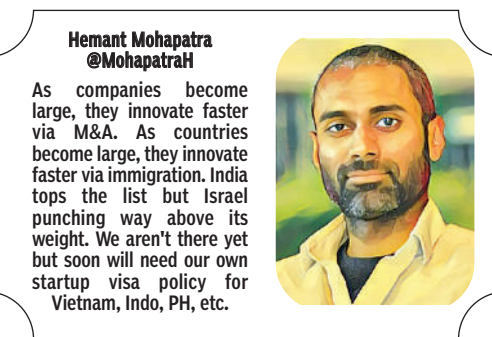 Hemant Mohapatra
@MohapatraH
As companies become
large, they innovate faster
via M&A. As countries
become large, they innovate
faster via immigration. India
tops the list but Israel
punching way above its
weight. We aren't there yet
but soon will need our own
startup visa policy for
Vietnam, Indo, PH, etc.